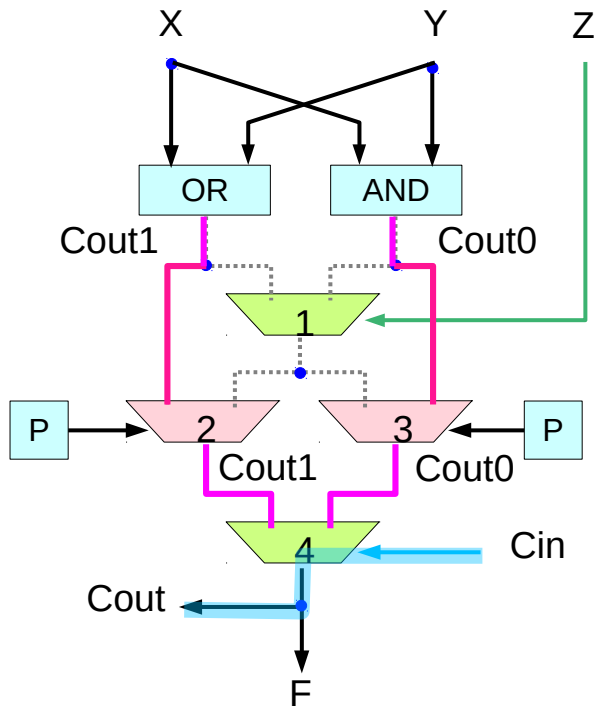 X Y Z
OR AND
Cout1 Cout0
1
P 2 3 P
Cout1 Cout0
4 Cin
Cout
F